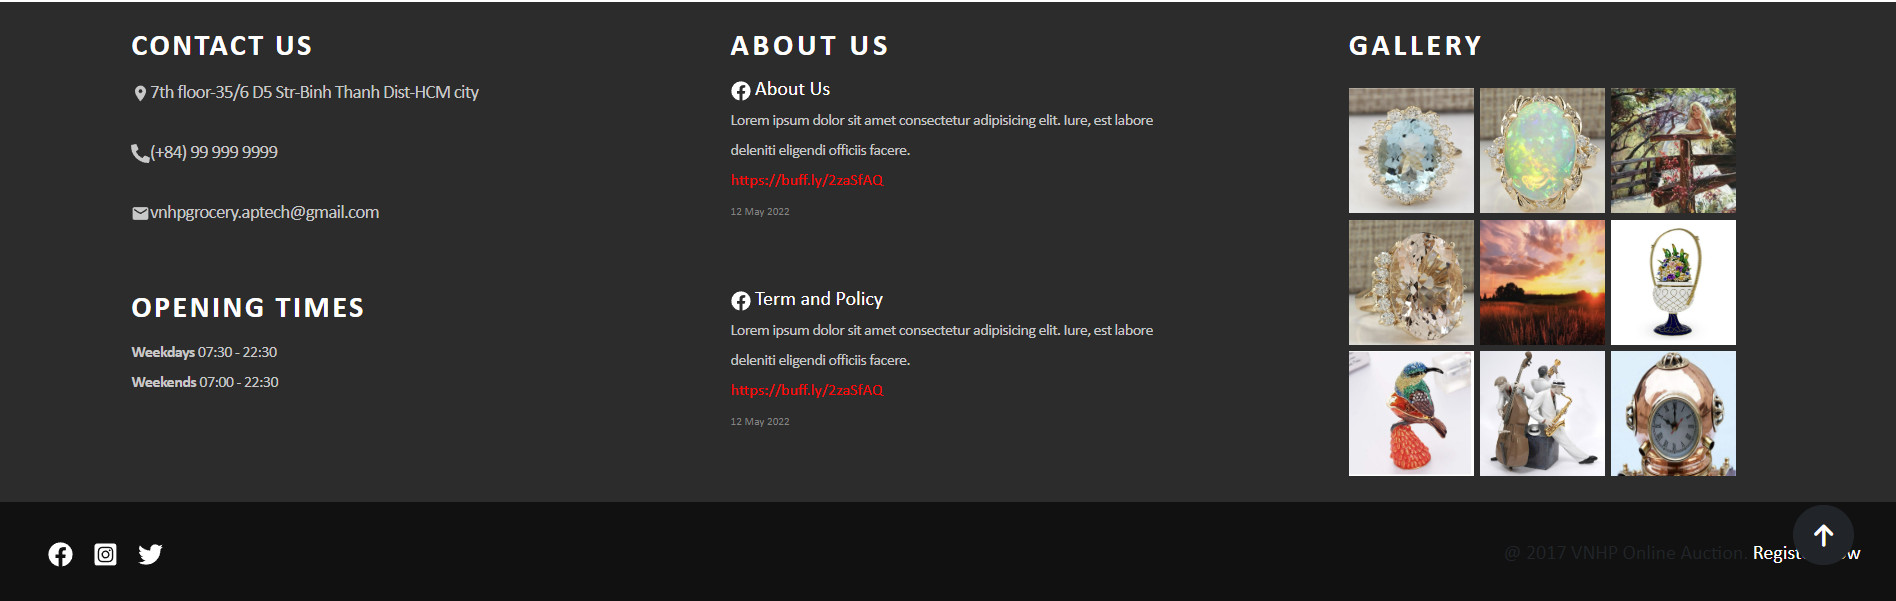 CONTACT US
7th floor-35/6 D5 Str-Binh Thanh Dist-HCM city
(+84) 99 999 9999
vnhpgrocery.aptech@gmail.com
OPENING TIMES
Weekdays 07:30 - 22:30
Weekends 07:00 - 22:30
ABOUT US
About Us
Lorem ipsum dolor sit amet consectetur adipisicing elit. Iure, est labore
deleniti eligendi officiis facere.
https://buff.ly/2zaSfAQ
12 May 2022
Term and Policy
Lorem ipsum dolor sit amet consectetur adipisicing elit. Iure, est labore
deleniti eligendi officiis facere.
https://buff.ly/2zaSfAQ
12 May 2022
GALLERY
@ 2017 VNHP Online Auction.